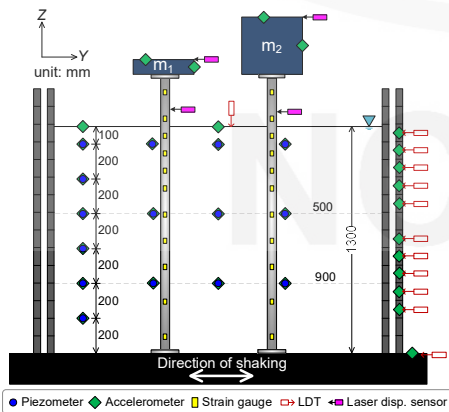 Z
Y
unit: mm
m1
m2
100
200
200
200
200
200
500
900
1300
Direction of shaking
Piezometer Accelerometer Strain gauge LDT Laser disp. sensor